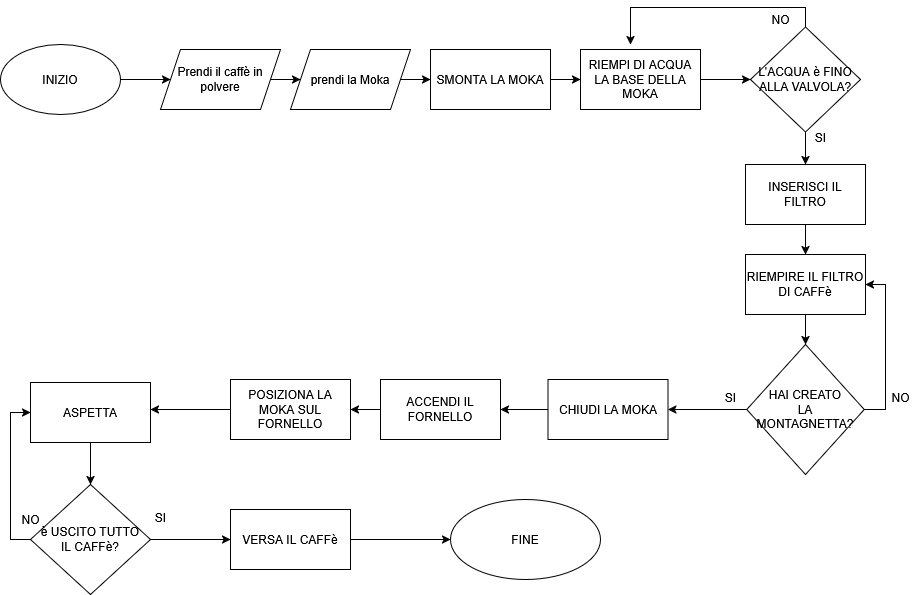 INIZIO
Prendi il caffè in
polvere
prendi la Moka
SMONTA LA MOKA
RIEMPI DI ACQUA
LA BASE DELLA
MOKA
NO
L'ACQUA è FINO
ALLA VALVOLA?
SI
INSERISCI IL
FILTRO
RIEMPIRE IL FILTRO
DI CAFFè
HAI CREATO
LA
MONTAGNETTA?
NO
SI
CHIUDI LA MOKA
ACCENDI IL
FORNELLO
POSIZIONA LA
MOKA SUL
FORNELLO
ASPETTA
è USCITO TUTTO
IL CAFFè?
NO
SI
VERSA IL CAFFè
FINE